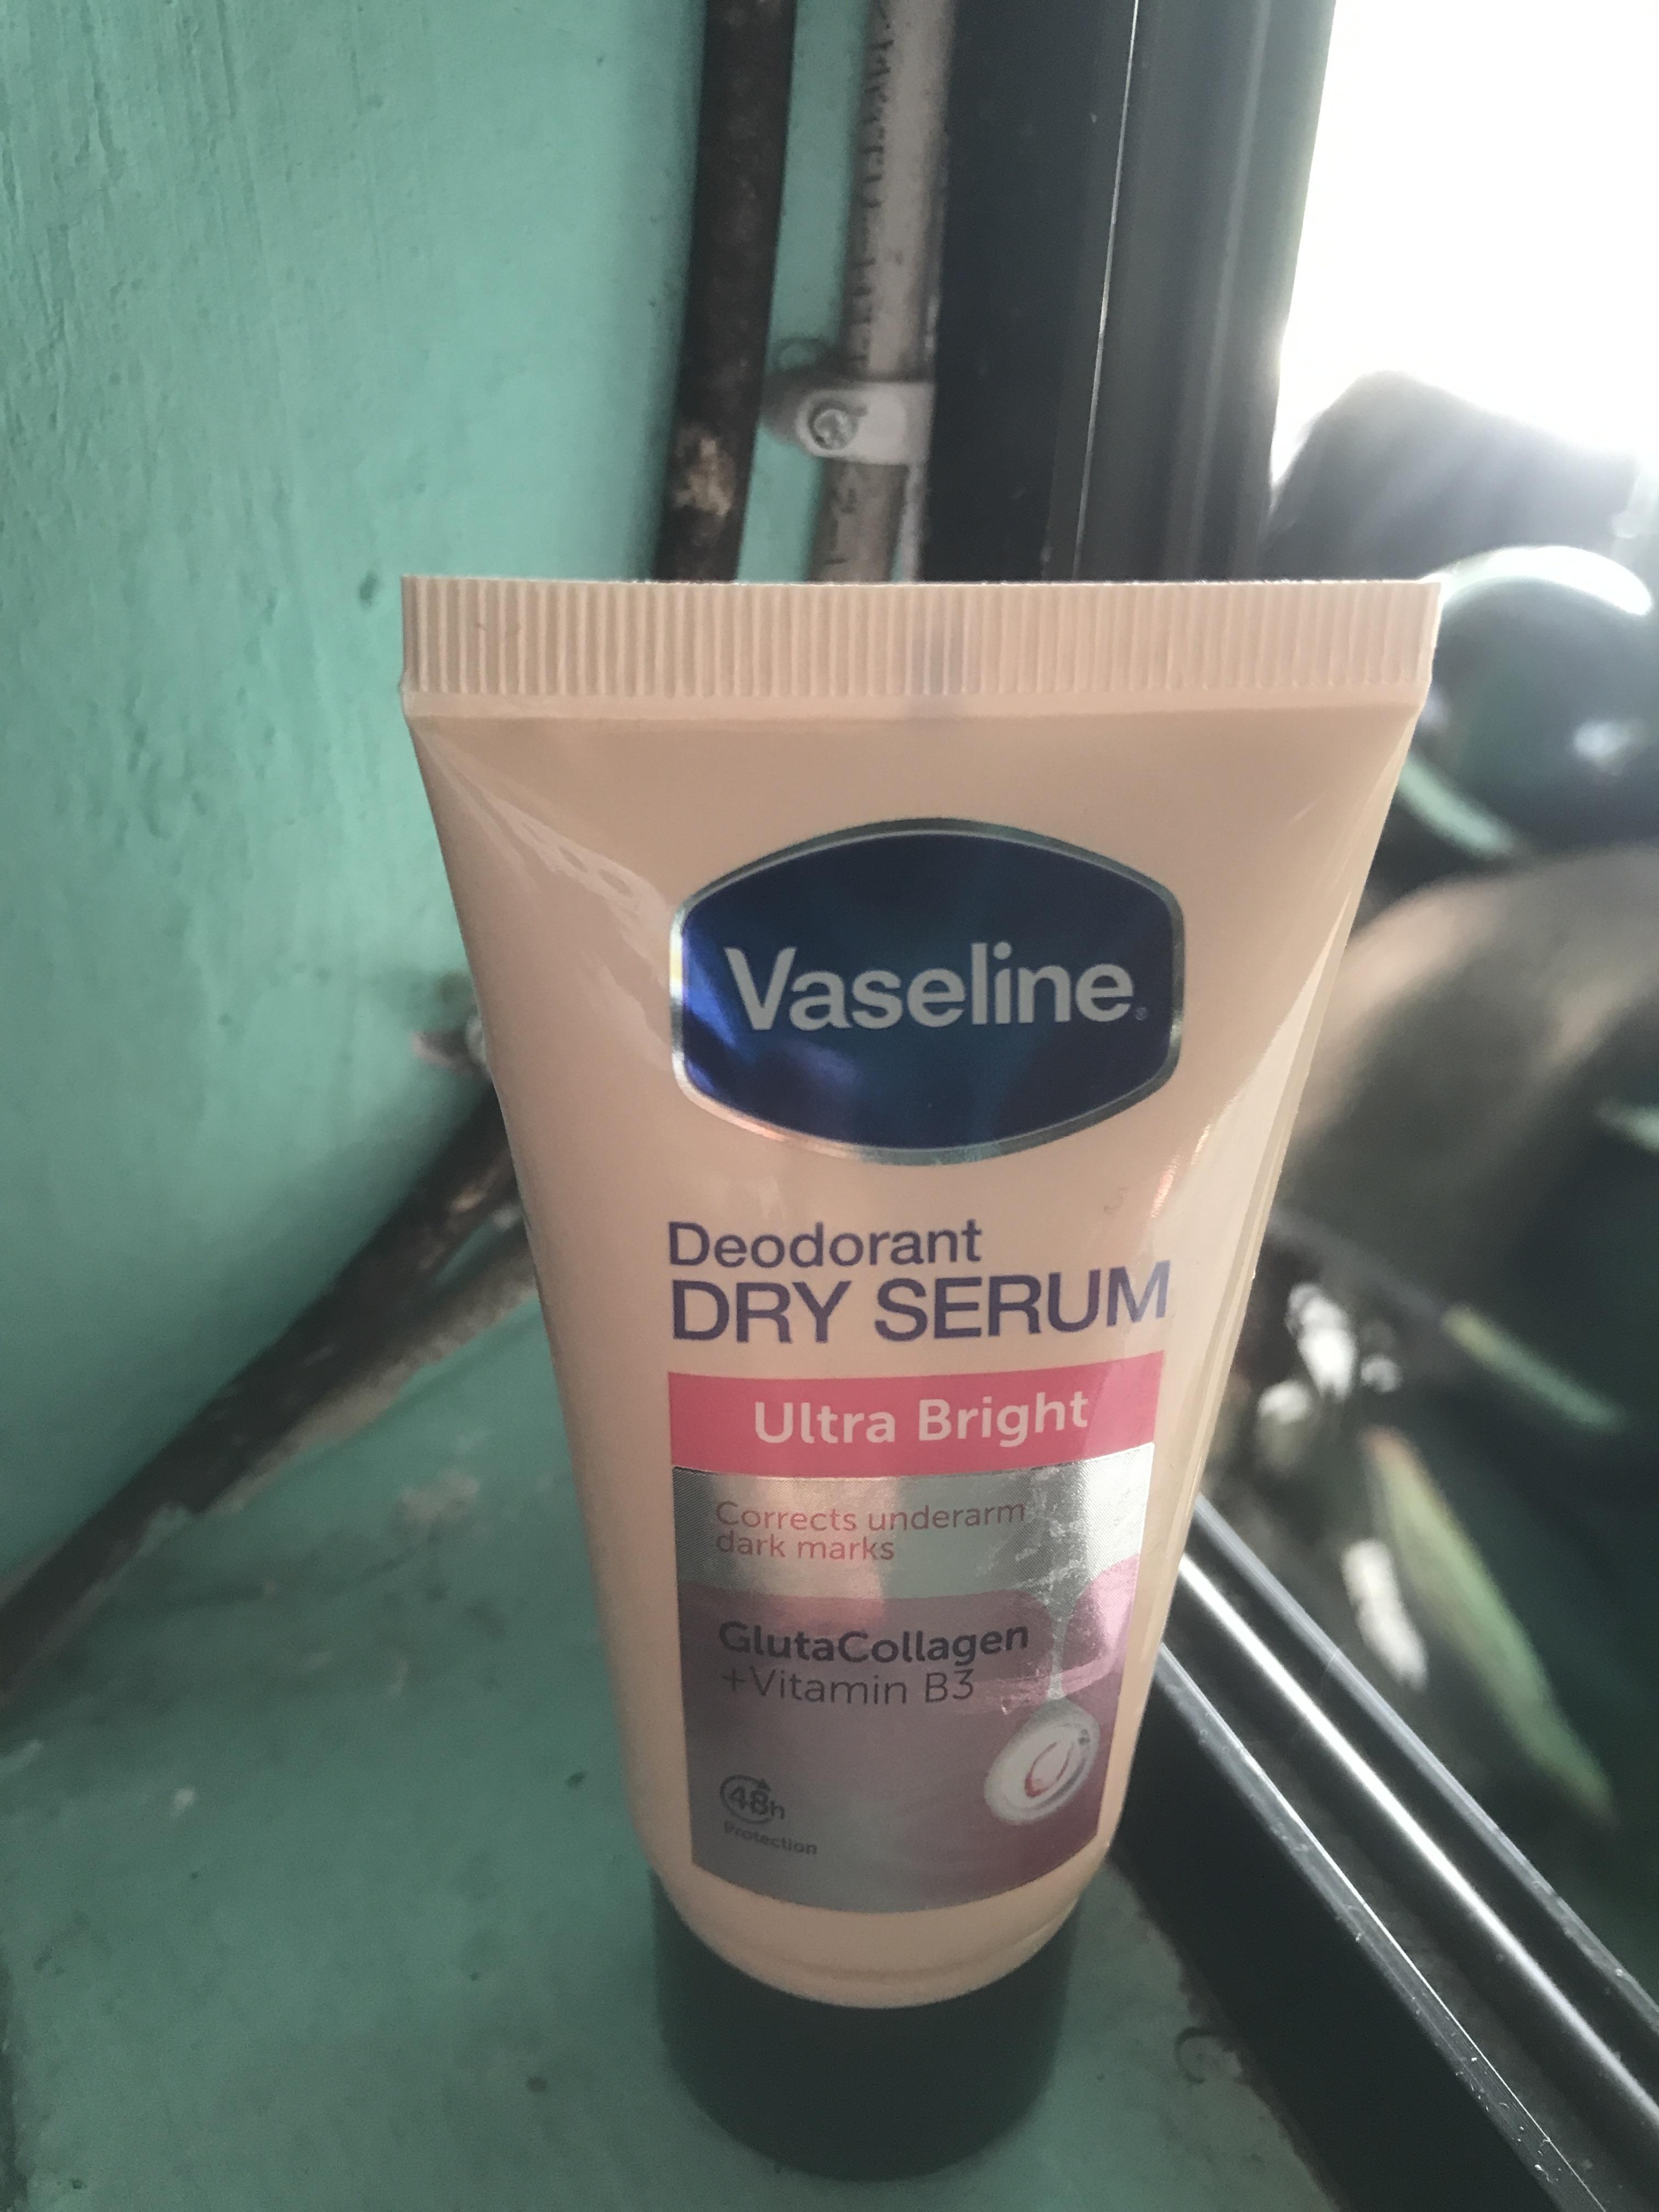 Vaseline
Deodorant
DRY SERUM
Ultra Bright
Corrects underarm
dark marks
GlutaCollagen
+Vitamin B3
48h
Protection